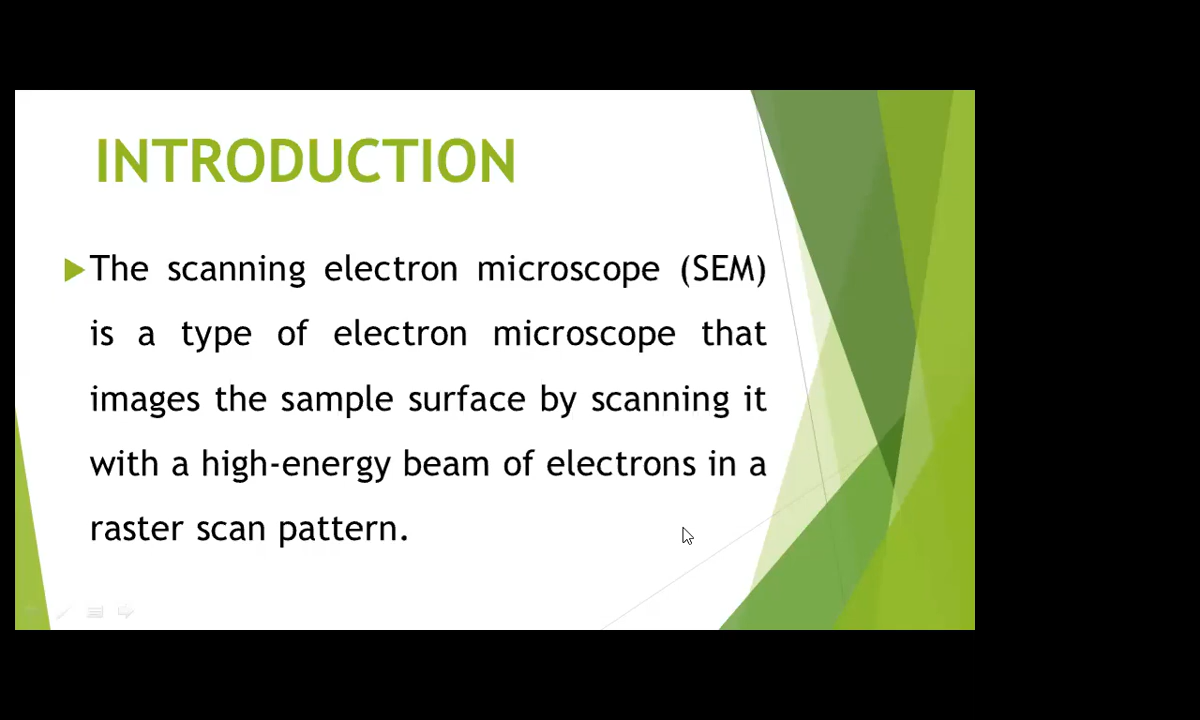 INTRODUCTION
The scanning electron microscope (SEM)
is a type of electron microscope that
images the sample surface by scanning it
with a high-energy beam of electrons in a
raster scan pattern.